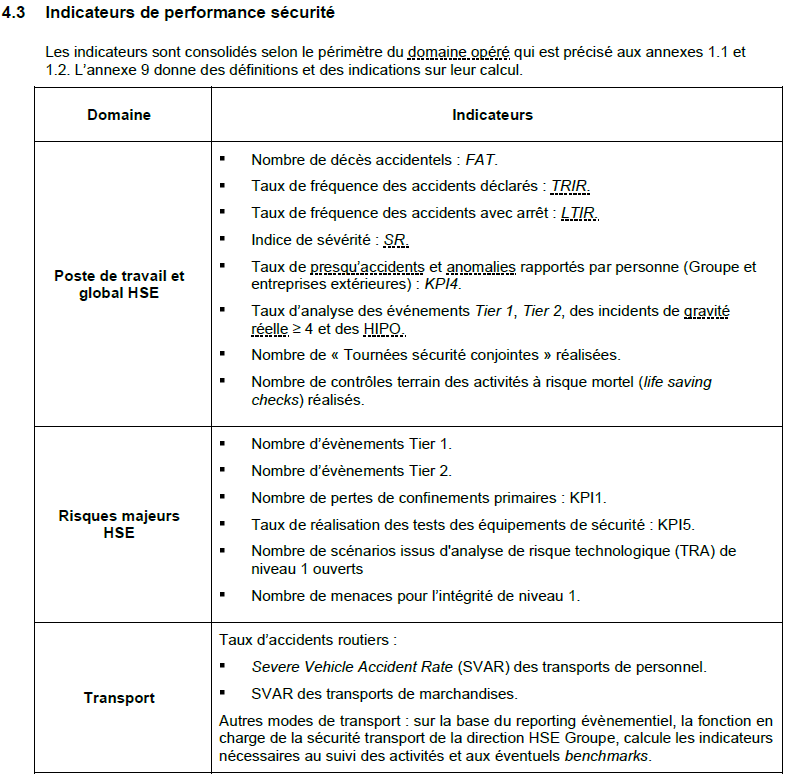 4.3 Indicateurs de performance sécurité
Les indicateurs sont consolidés selon le périmètre du domaine opéré qui est précisé aux annexes 1.1 et
1.2. L'annexe 9 donne des définitions et des indications sur leur calcul.
Domaine
Indicateurs
Poste de travail et
global HSE
▪ Nombre de décès accidentels : FAT.
▪ Taux de fréquence des accidents déclarés : TRIR.
▪ Taux de fréquence des accidents avec arrêt : LTIR.
▪ Indice de sévérité : SR.
▪ Taux de presqu'accidents et anomalies rapportés par personne (Groupe et
entreprises extérieures) : KPI4.
▪ Taux d'analyse des événements Tier 1, Tier 2, des incidents de gravité
réelle ≥ 4 et des HIPO.
▪ Nombre de « Tournées sécurité conjointes » réalisées.
▪ Nombre de contrôles terrain des activités à risque mortel (life saving
checks) réalisés.
Risques majeurs
HSE
▪ Nombre d'évènements Tier 1.
▪ Nombre d'évènements Tier 2.
▪ Nombre de pertes de confinements primaires : KPI1.
▪ Taux de réalisation des tests des équipements de sécurité : KPI5.
▪ Nombre de scénarios issus d'analyse de risque technologique (TRA) de
niveau 1 ouverts
▪ Nombre de menaces pour l'intégrité de niveau 1.
Transport
Taux d'accidents routiers :
▪ Severe Vehicle Accident Rate (SVAR) des transports de personnel.
▪ SVAR des transports de marchandises.
Autres modes de transport : sur la base du reporting évènementiel, la fonction en
charge de la sécurité transport de la direction HSE Groupe, calcule les indicateurs
nécessaires au suivi des activités et aux éventuels benchmarks.